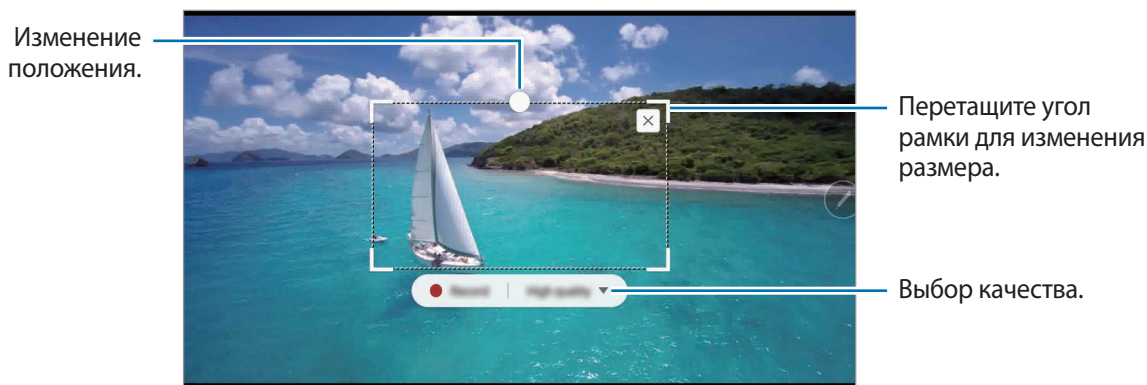 Изменение
положения.
Перетащите угол
рамки для изменения
размера.
Выбор качества.